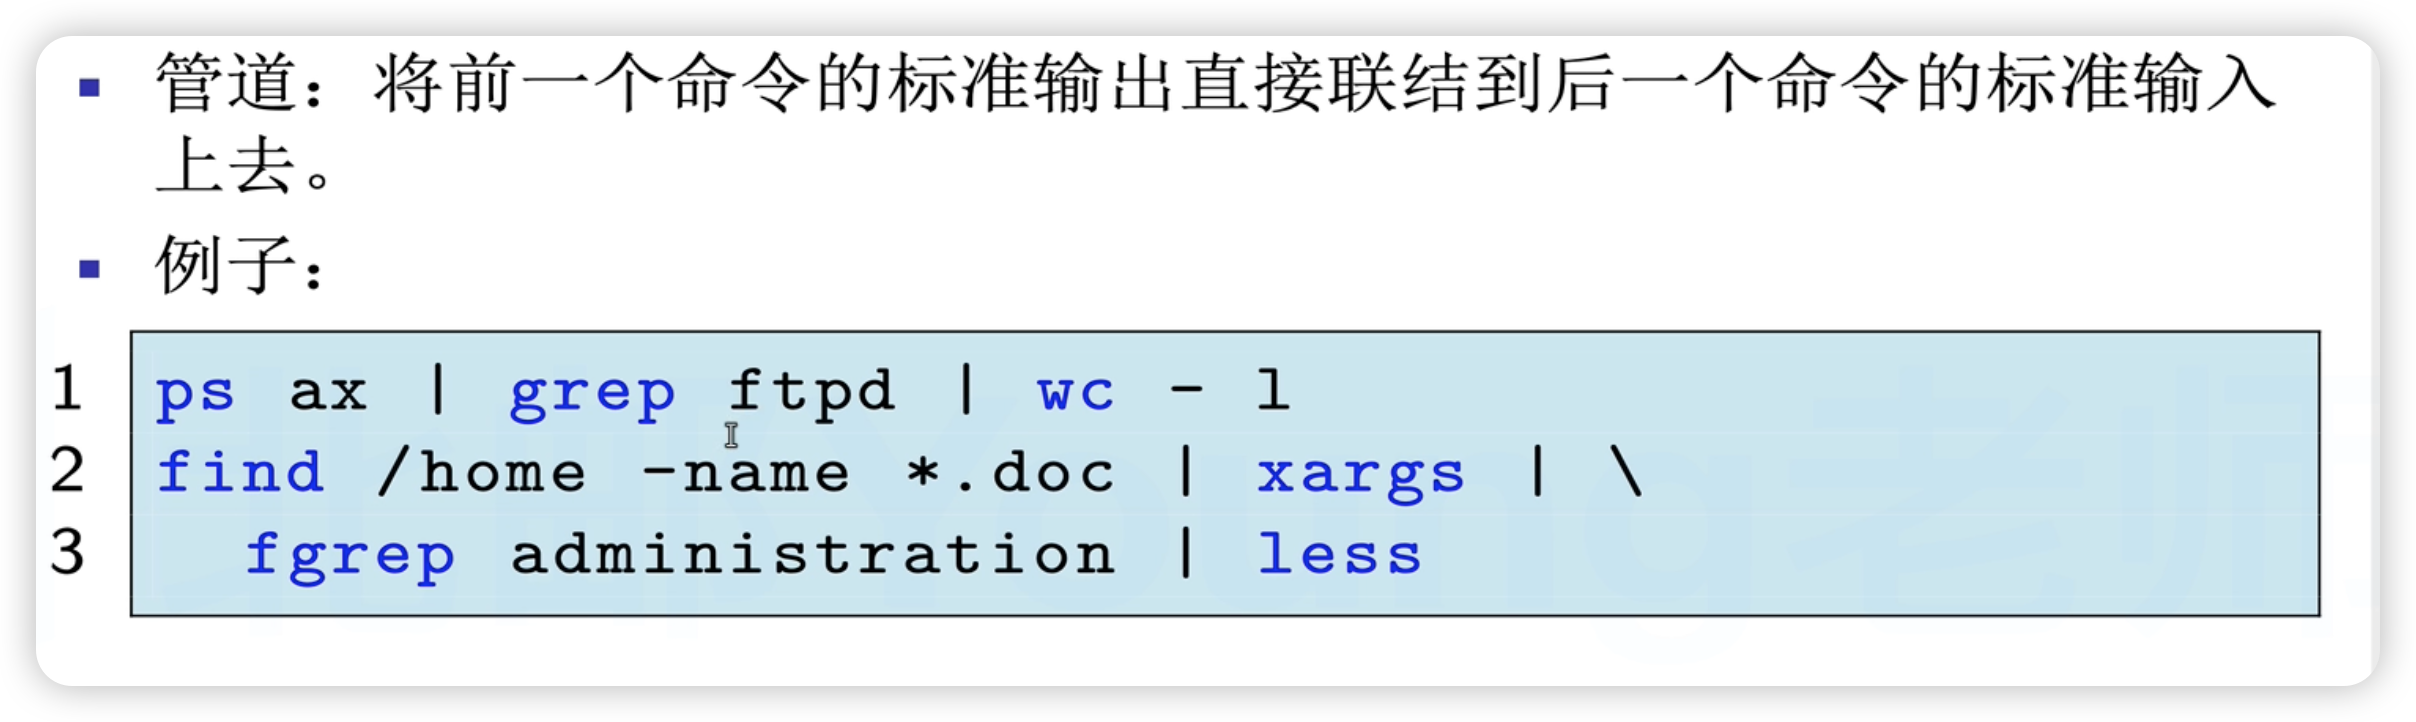 管道：将前一个命令的标准输出直接联结到后一个命令的标准输入
上去。
例子：
1 ps ax | grep ftpd | wc - l
2 find /home -name *.doc | xargs | \
3 fgrep administration | less